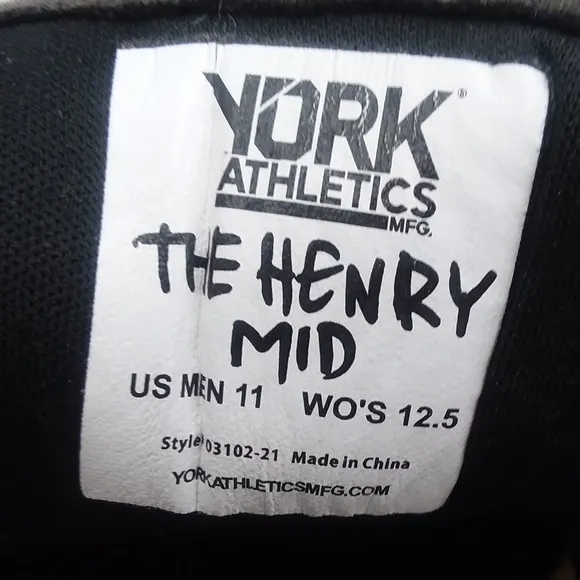 YORK®
ATHLETICS
MFG.
THE HENRY
MID
US MEN 11 WO'S 12.5
Style 03102-21 Made in China
YORKATHLETICSMFG.COM